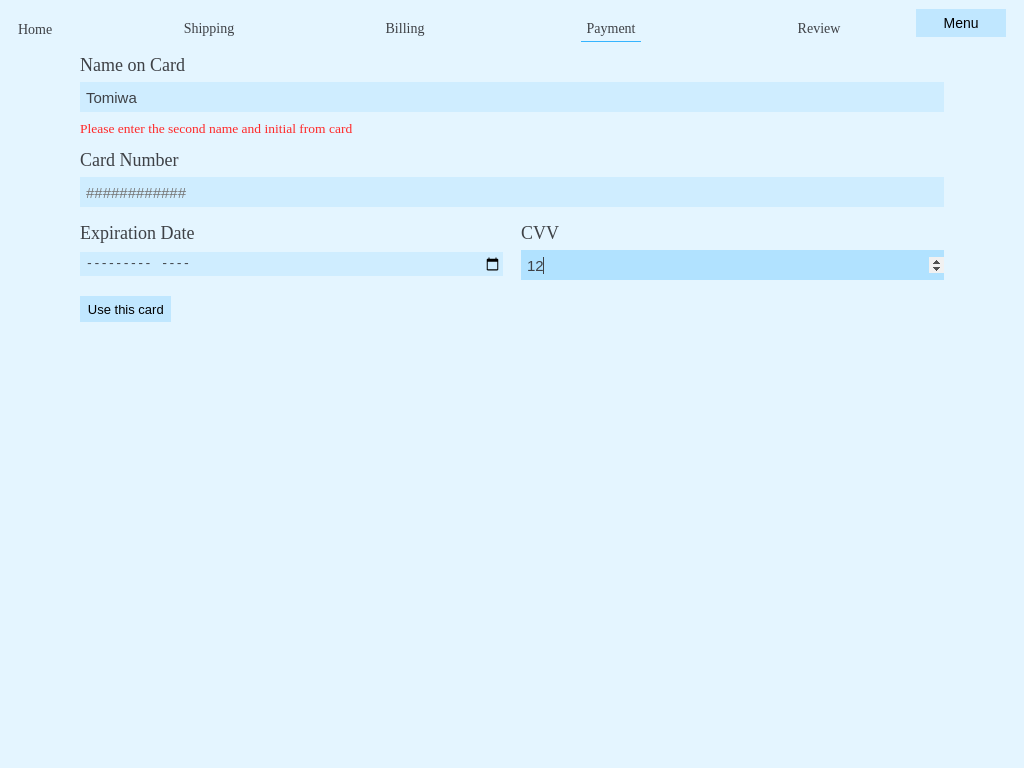 Home Shipping Billing Payment Review Menu
Name on Card
Tomiwa
Please enter the second name and initial from card
Card Number
############
Expiration Date CVV
--------- ---- 12
Use this card